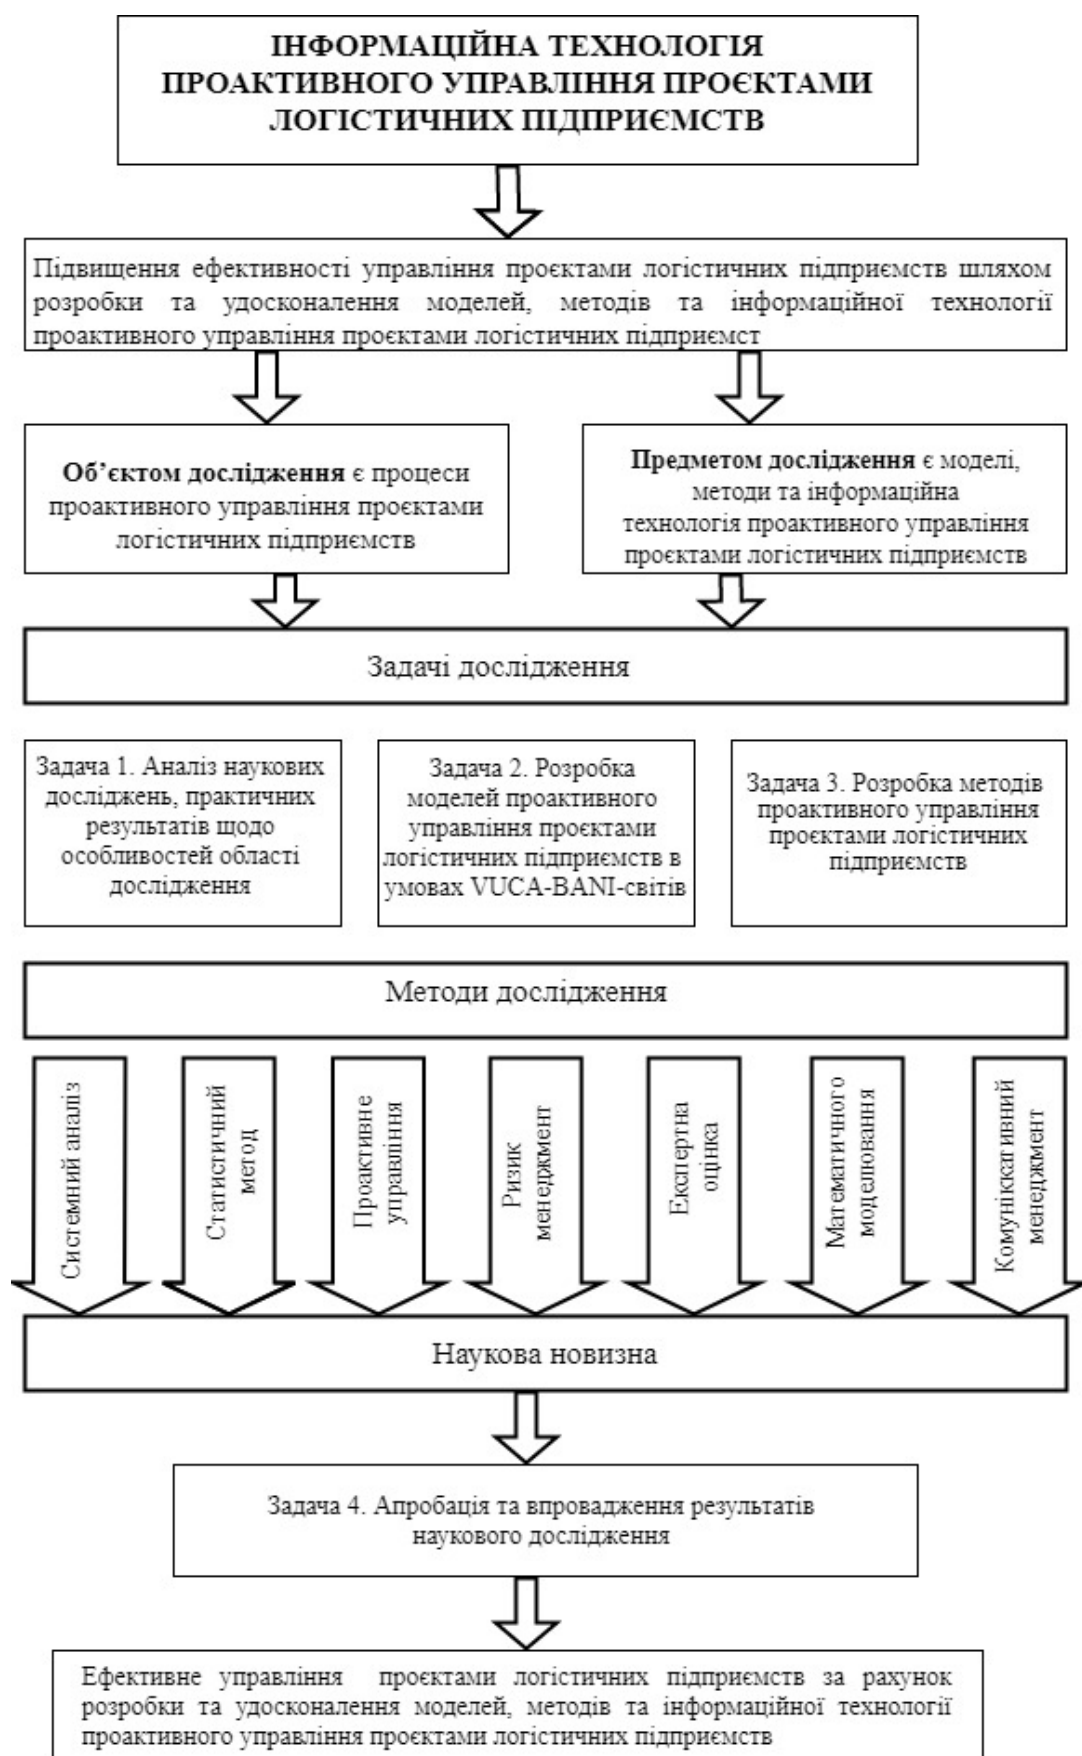 ІНФОРМАЦІЙНА ТЕХНОЛОГІЯ
ПРОАКТИВНОГО УПРАВЛІННЯ ПРОЄКТАМИ
ЛОГІСТИЧНИХ ПІДПРИЄМСТВ
Підвищення ефективності управління проєктами логістичних підприємств шляхом
розробки та удосконалення моделей, методів та інформаційної технології
проактивного управління проєктами логістичних підприємст
Об’єктом дослідження є процеси
проактивного управління проєктами
логістичних підприємств
Предметом дослідження є моделі,
методи та інформаційна
технологія проактивного управління
проєктами логістичних підприємств
Задачі дослідження
Задача 1. Аналіз наукових
досліджень, практичних
результатів щодо
особливостей області
дослідження
Задача 2. Розробка
моделей проактивного
управління проєктами
логістичних підприємств в
умовах VUCA-BANI-світів
Задача 3. Розробка методів
проактивного управління
проєктами логістичних
підприємств
Методи дослідження
Системний аналіз
Статистичний
метод
Проактивне
управління
Ризик
менеджмент
Експертна
оцінка
Математичного
моделювання
Комуніккативний
менеджмент
Наукова новизна
Задача 4. Апробація та впровадження результатів
наукового дослідження
Ефективне управління проєктами логістичних підприємств за рахунок
розробки та удосконалення моделей, методів та інформаційної технології
проактивного управління проєктами логістичних підприємств